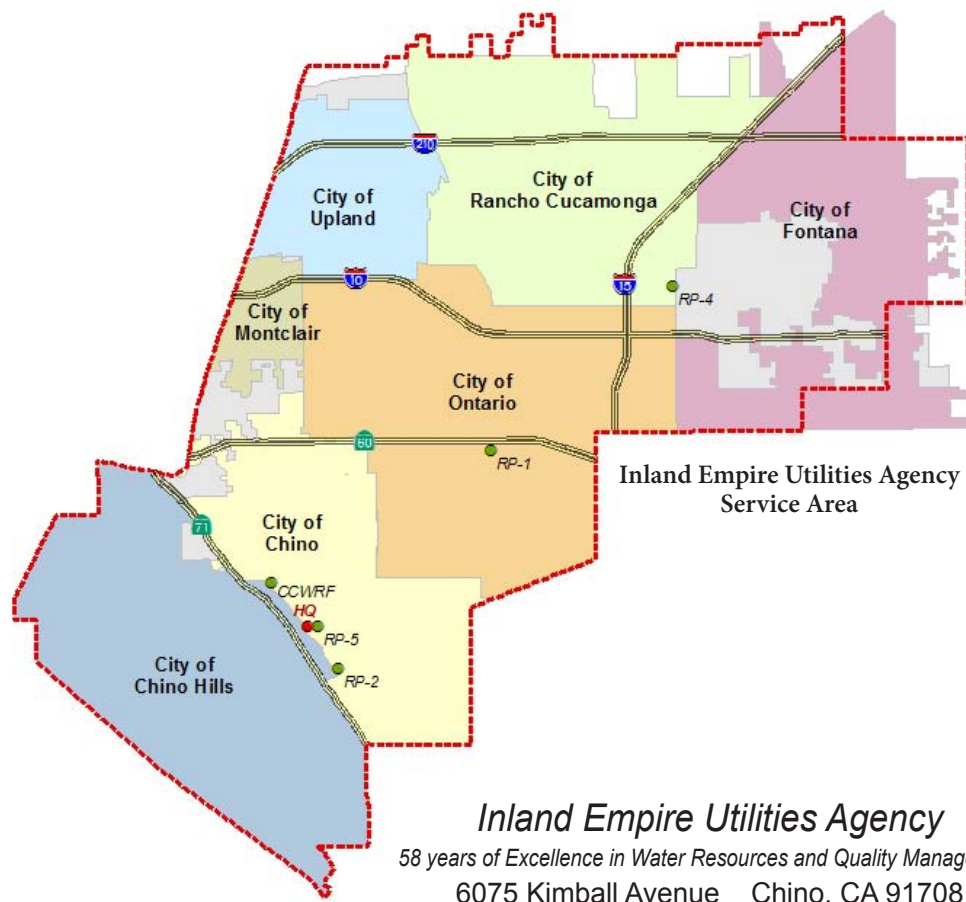 210
City of
Upland
City of
Rancho Cucamonga
City of
Fontana
10
15
RP-4
City of
Montclair
City of
Ontario
60
RP-1
Inland Empire Utilities Agency
Service Area
71
City of
Chino
CCWRF
HQ
RP-5
City of
Chino Hills
RP-2
Inland Empire Utilities Agency
58 years of Excellence in Water Resources and Quality Manag
6075 Kimball Avenue Chino, CA 91708